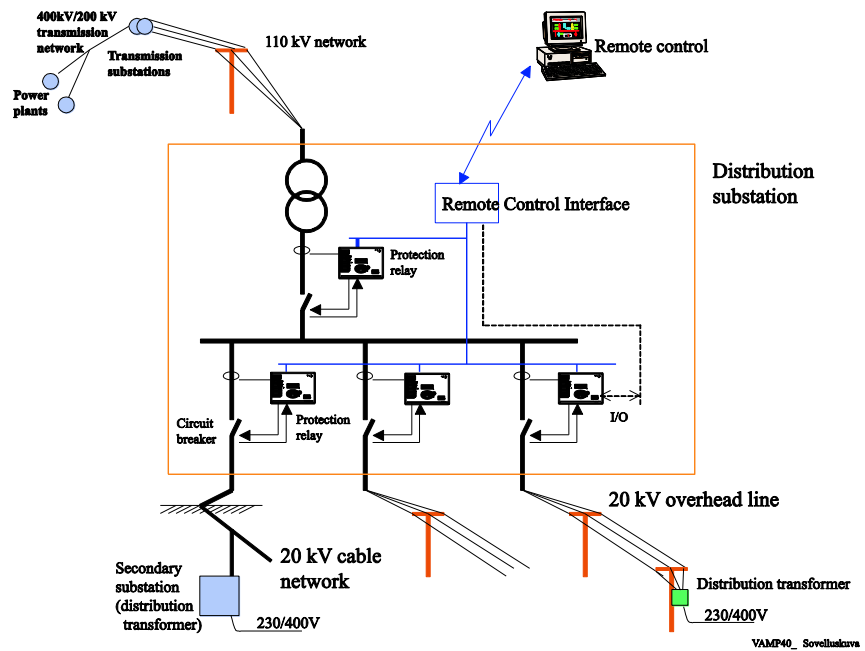 400kV/200 kV
transmission
network
Transmission
substations
Power
plants
110 kV network
Remote control
Distribution
substation
Remote Control Interface
Protection
relay
Circuit
breaker
Protection
relay
I/O
20 kV overhead line
20 kV cable
network
Secondary
substation
(distribution
transformer)
230/400V
Distribution transformer
230/400V
VAMP40_ Sovelluskuva